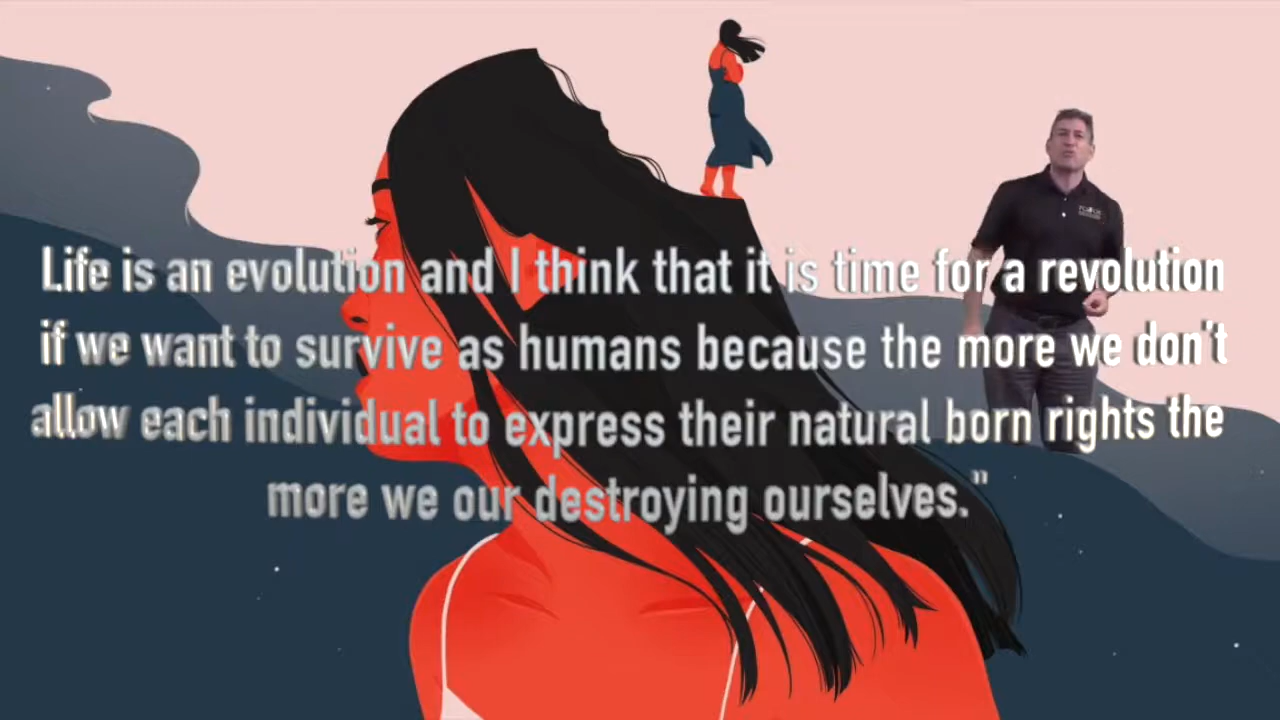 Life is an evolution and I think that it is time for a revolution
if we want to survive as humans because the more we don't
allow each individual to express their natural born rights the
more we our destroying ourselves."